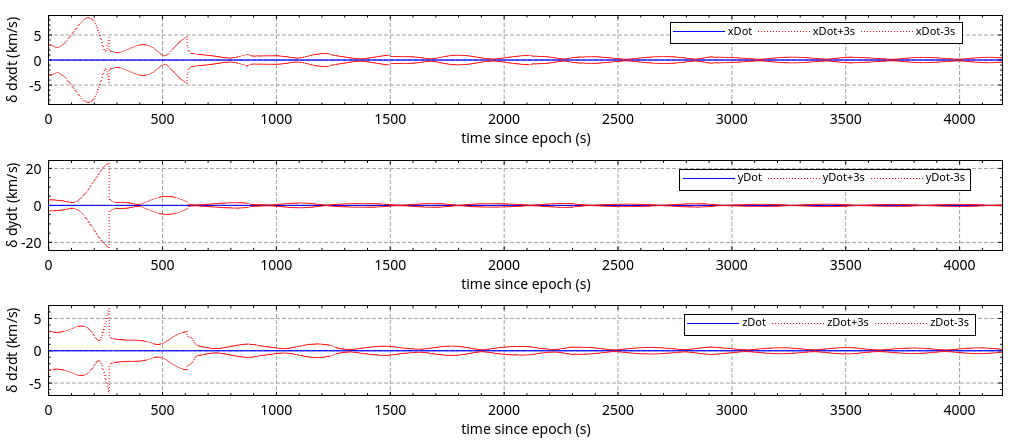 xDot xDot+3s xDot-3s
δ dxdt (km/s)
5
0
-5
0 500 1000 1500 2000 2500 3000 3500 4000
time since epoch (s)
yDot yDot+3s yDot-3s
δ dydt (km/s)
20
0
-20
0 500 1000 1500 2000 2500 3000 3500 4000
time since epoch (s)
zDot zDot+3s zDot-3s
δ dzdt (km/s)
5
0
-5
0 500 1000 1500 2000 2500 3000 3500 4000
time since epoch (s)